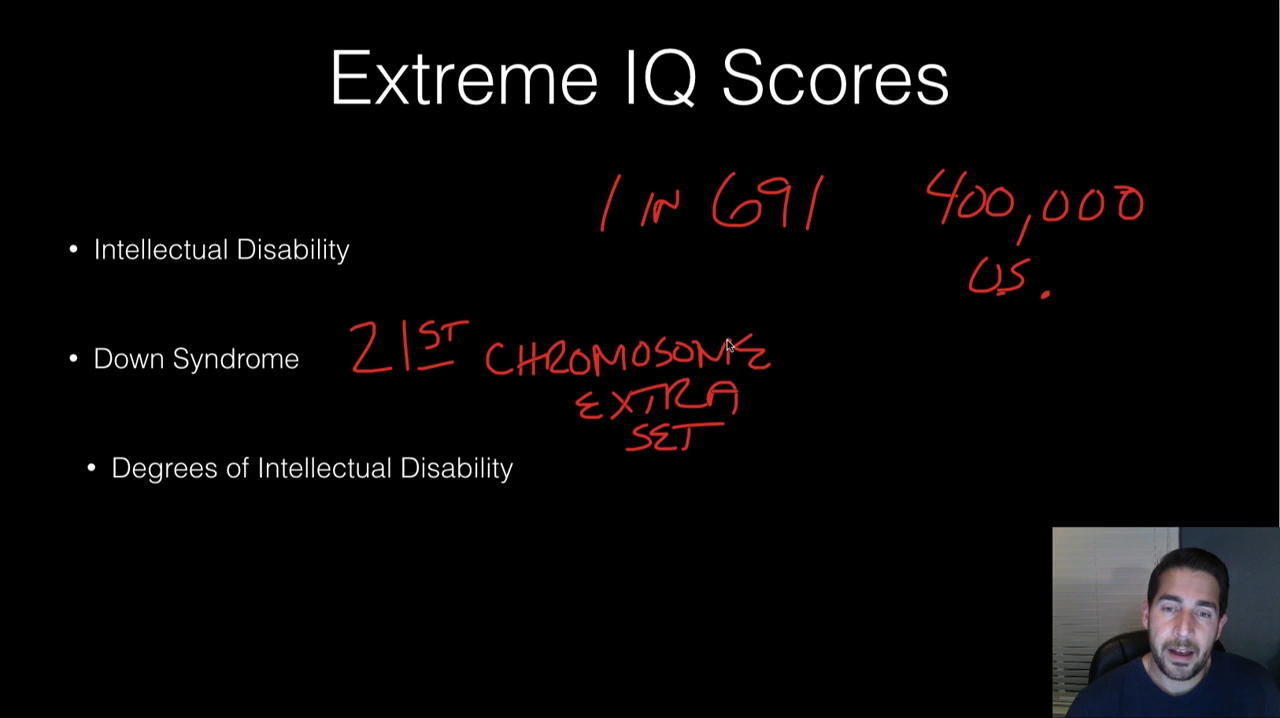 Extreme IQ Scores
1 IN 691 400,000
US.
• Intellectual Disability
• Down Syndrome 21ST CHROMOSOME
EXTRA
SET
• Degrees of Intellectual Disability